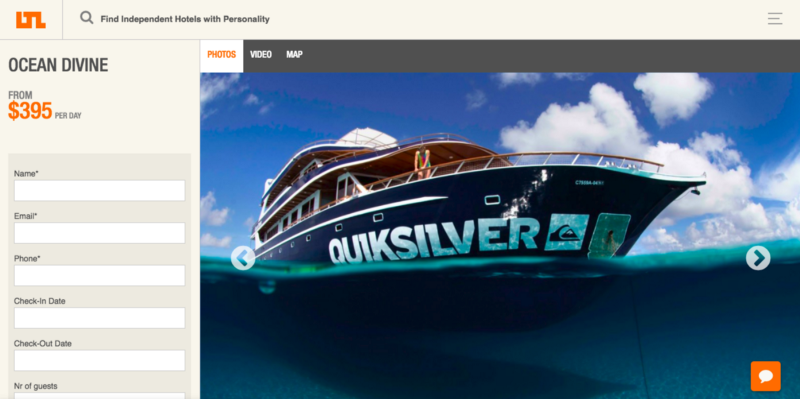 LTL
Find Independent Hotels with Personality
OCEAN DIVINE
FROM
$395 PER DAY
Name*
Email*
Phone*
Check-In Date
Check-Out Date
Nr of guests
PHOTOS VIDEO MAP
QUIKSILVER